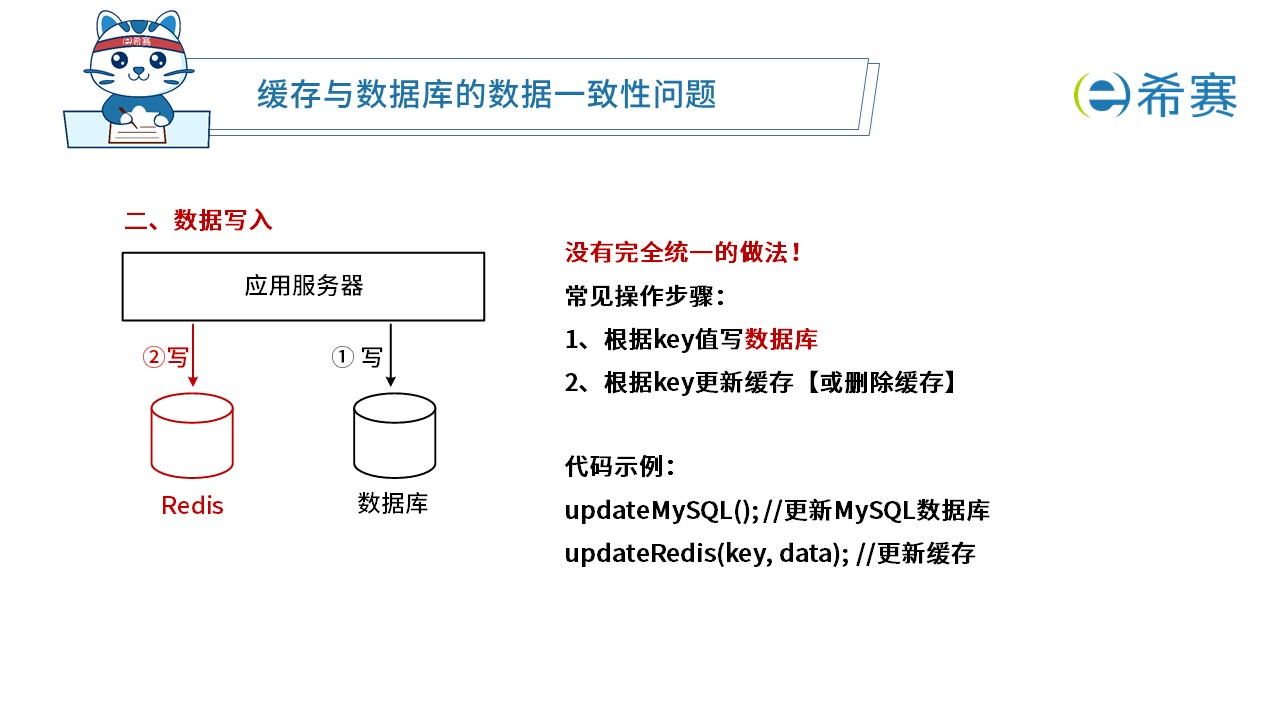 希赛
缓存与数据库的数据一致性问题
希赛
二、数据写入
应用服务器
②写
① 写
Redis
数据库
没有完全统一的做法！
常见操作步骤：
1、根据key值写数据库
2、根据key更新缓存【或删除缓存】
代码示例：
updateMySQL(); //更新MySQL数据库
updateRedis(key, data); //更新缓存